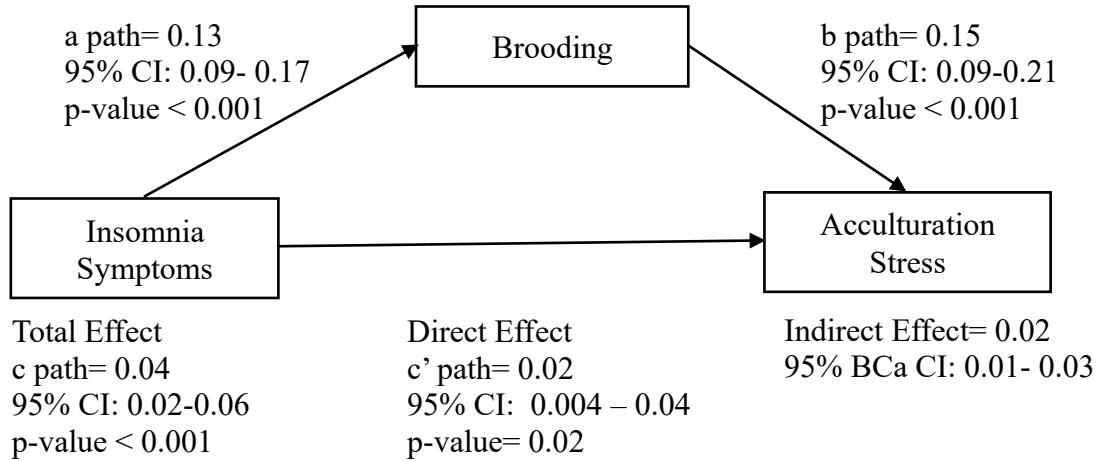 a path= 0.13
95% CI: 0.09- 0.17
p-value < 0.001
Brooding
b path= 0.15
95% CI: 0.09-0.21
p-value < 0.001
Insomnia
Symptoms
Acculturation
Stress
Total Effect
c path= 0.04
95% CI: 0.02-0.06
p-value < 0.001
Direct Effect
c’ path= 0.02
95% CI:  0.004 – 0.04
p-value= 0.02
Indirect Effect= 0.02
95% BCa CI: 0.01- 0.03